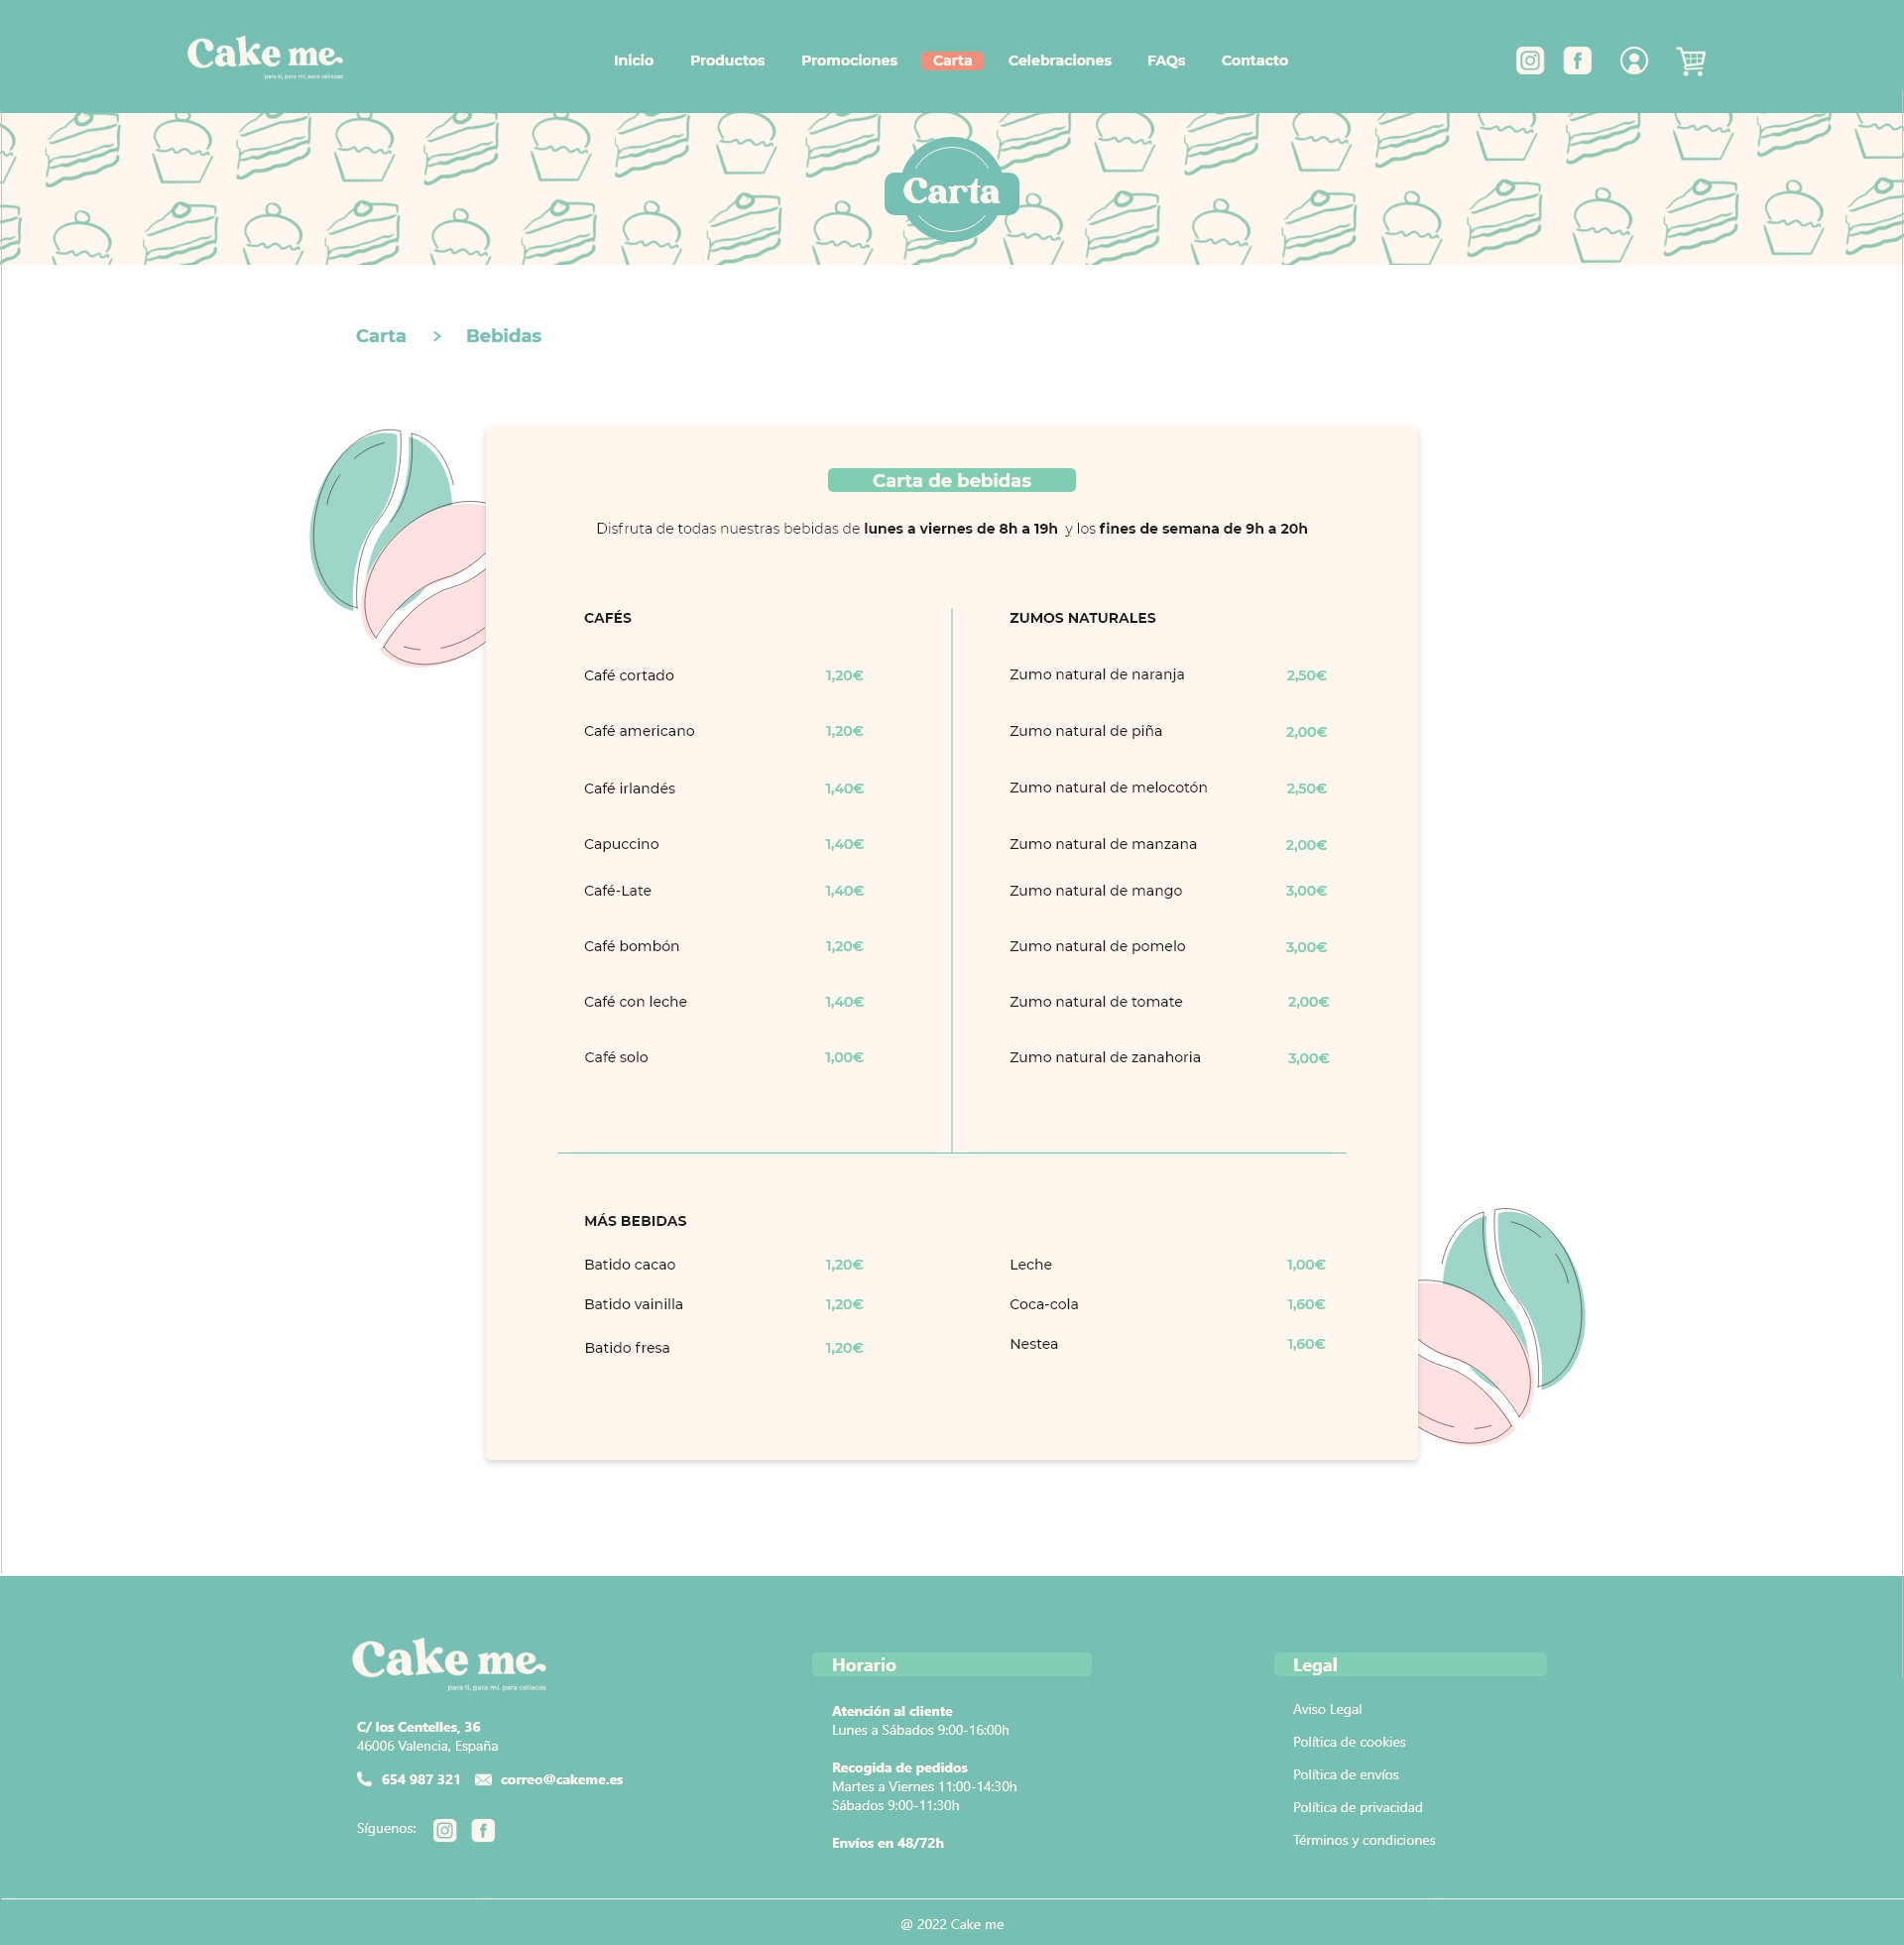 Cake me.
para ti, para mi, para celiacos
Inicio Productos Promociones Carta Celebraciones FAQs Contacto
Carta
Carta > Bebidas
Carta de bebidas
Disfruta de todas nuestras bebidas de lunes a viernes de 8h a 19h y los fines de semana de 9h a 20h
CAFÉS
Café cortado 1,20€
Café americano 1,20€
Café irlandés 1,40€
Capuccino 1,40€
Café-Late 1,40€
Café bombón 1,20€
Café con leche 1,40€
Café solo 1,00€
ZUMOS NATURALES
Zumo natural de naranja 2,50€
Zumo natural de piña 2,00€
Zumo natural de melocotón 2,50€
Zumo natural de manzana 2,00€
Zumo natural de mango 3,00€
Zumo natural de pomelo 3,00€
Zumo natural de tomate 2,00€
Zumo natural de zanahoria 3,00€
MÁS BEBIDAS
Batido cacao 1,20€
Batido vainilla 1,20€
Batido fresa 1,20€
Leche 1,00€
Coca-cola 1,60€
Nestea 1,60€
Cake me.
para ti, para mi, para celiacos
C/ los Centelles, 36
46006 Valencia, España
654 987 321 correo@cakeme.es
Síguenos:
Horario
Atención al cliente
Lunes a Sábados 9:00-16:00h
Recogida de pedidos
Martes a Viernes 11:00-14:30h
Sábados 9:00-11:30h
Envíos en 48/72h
Legal
Aviso Legal
Política de cookies
Política de envíos
Política de privacidad
Términos y condiciones
@ 2022 Cake me